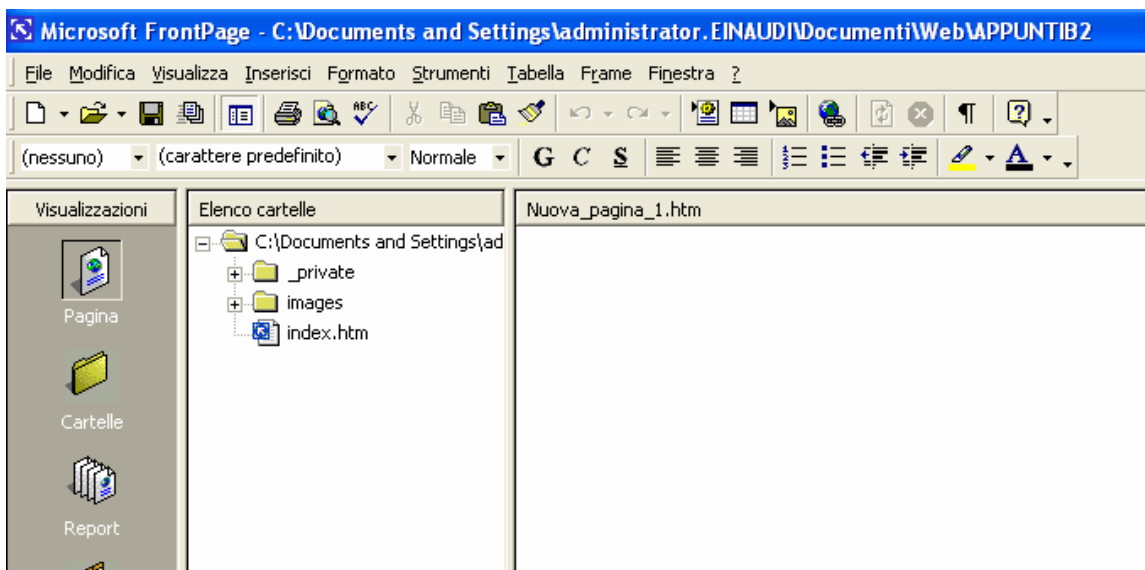 Microsoft FrontPage - C:\Documents and Settings\administrator.EINAUDI\Documenti\Web\APPUNTIB2
File Modifica Visualizza Inserisci Formato Strumenti Tabella Frame Finestra ?
ABC
(nessuno) (carattere predefinito) Normale G C S A
Visualizzazioni Elenco cartelle Nuova_pagina_1.htm
C:\Documents and Settings\ad
_private
Pagina
images
index.htm
Cartelle
Report